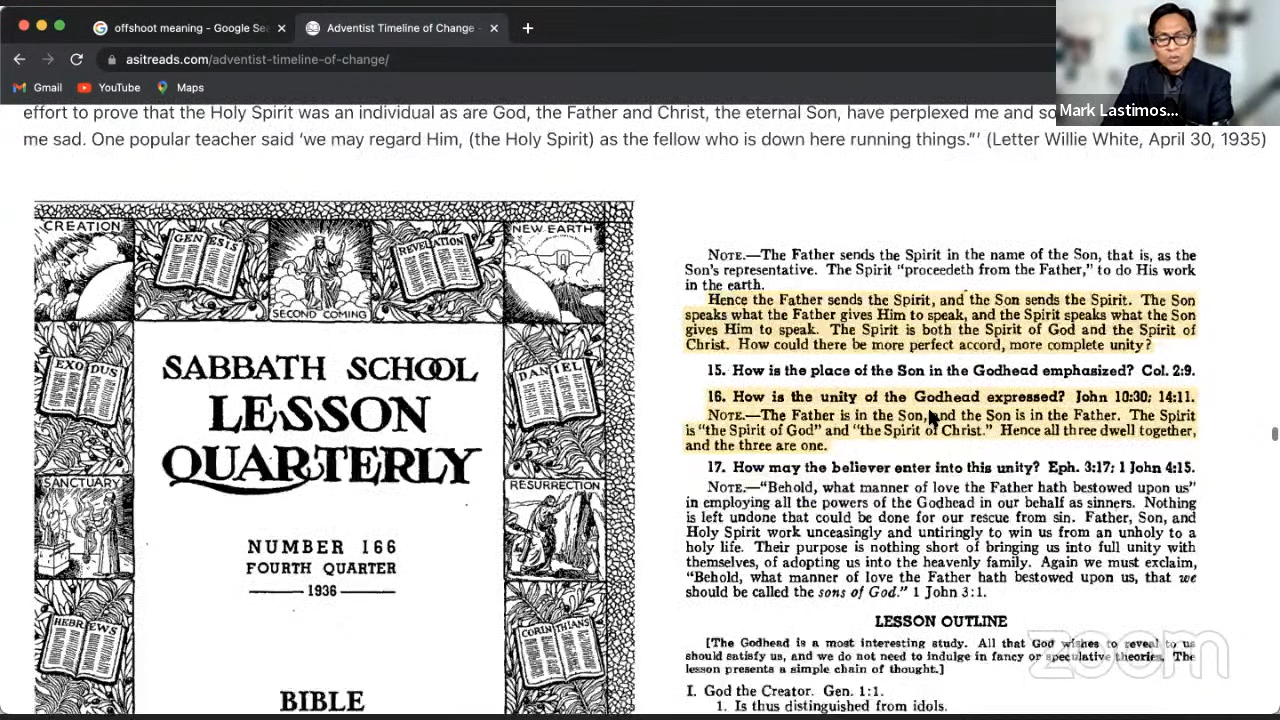 offshoot meaning - Google Se
Adventist Timeline of Change -
asitreads.com/adventist-timeline-of-change/
Gmail
YouTube
Maps
Mark Lastimos...
effort to prove that the Holy Spirit was an individual as are God, the Father and Christ, the eternal Son, have perplexed me and
me sad. One popular teacher said ‘we may regard Him, (the Holy Spirit) as the fellow who is down here running things."’ (Letter Willie White, April 30, 1935)
CREATION
GENESIS
SECOND COMING
REVELATION
NEW EARTH
EXODUS
DANIEL
SANCTUARY
RESURRECTION
HEBREWS
CORINTHIANS
SABBATH SCHOOL
LESSON
QUARTERLY
NUMBER 166
FOURTH QUARTER
1936
BIBLE
NOTE.—The Father sends the Spirit in the name of the Son, that is, as the
Son's representative. The Spirit "proceedeth from the Father," to do His work
in the earth.
Hence the Father sends the Spirit, and the Son sends the Spirit. The Son
speaks what the Father gives Him to speak, and the Spirit speaks what the Son
gives Him to speak. The Spirit is both the Spirit of God and the Spirit of
Christ. How could there be more perfect accord, more complete unity?
15. How is the place of the Son in the Godhead emphasized? Col. 2:9.
16. How is the unity of the Godhead expressed? John 10:30; 14:11.
NOTE.—The Father is in the Son, and the Son is in the Father. The Spirit
is "the Spirit of God" and "the Spirit of Christ." Hence all three dwell together,
and the three are one.
17. How may the believer enter into this unity? Eph. 3:17; 1 John 4:15.
NOTE.—"Behold, what manner of love the Father hath bestowed upon us"
in employing all the powers of the Godhead in our behalf as sinners. Nothing
is left undone that could be done for our rescue from sin. Father, Son, and
Holy Spirit work unceasingly and untiringly to win us from an unholy to a
holy life. Their purpose is nothing short of bringing us into full unity with
themselves, of adopting us into the heavenly family. Again we must exclaim,
"Behold, what manner of love the Father hath bestowed upon us, that we
should be called the sons of God." 1 John 3:1.
LESSON OUTLINE
[The Godhead is a most interesting study. All that God wishes to reveal to us
should satisfy us, and we do not need to indulge in fancy or speculative theories. The
lesson presents a simple chain of thought.]
I. God the Creator. Gen. 1:1.
1. Is thus distinguished from idols.
zoom